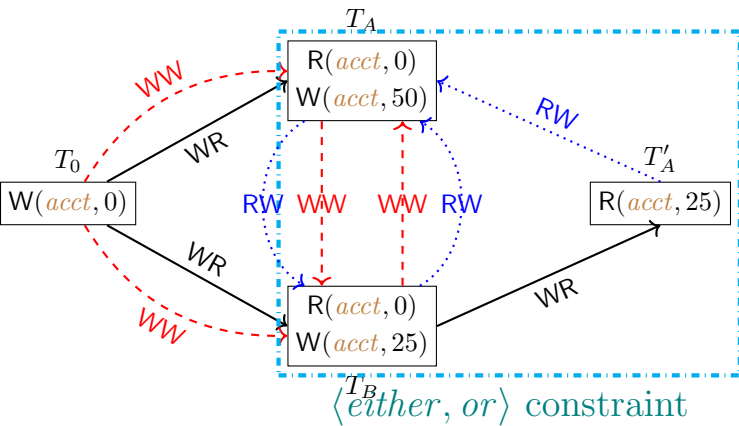 T_A
R(acct, 0)
W(acct, 50)
WW
WR
RW
T_0
T'_A
W(acct, 0)
RW
WW
WW
RW
R(acct, 25)
WR
WW
WR
R(acct, 0)
W(acct, 25)
T_B
⟨either, or⟩ constraint